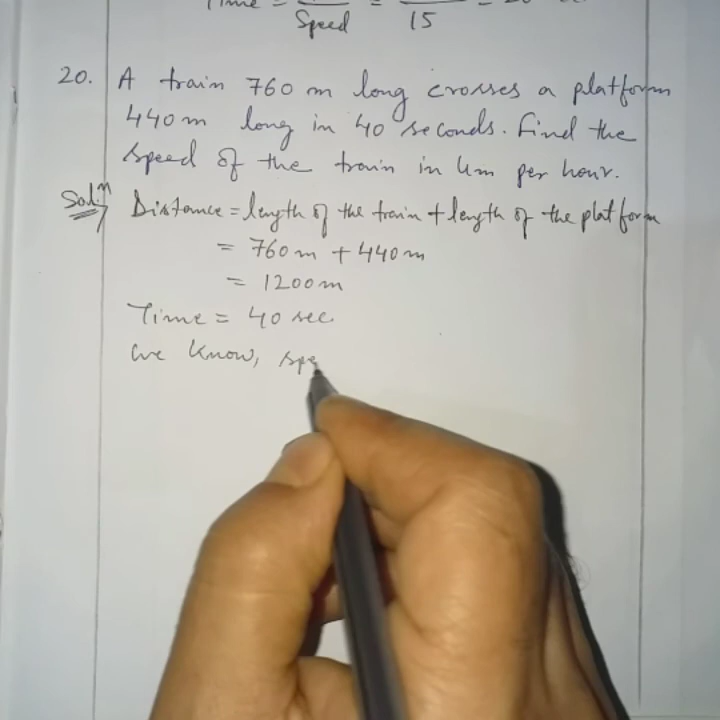 Time = = = 20
Speed 15
20. A train 760 m long crosses a platform
440 m long in 40 seconds. Find the
speed of the train in km per hour.
Solⁿ Distance = length of the train + length of the platform
= 760 m + 440 m
= 1200 m
Time = 40 sec.
We know, spe